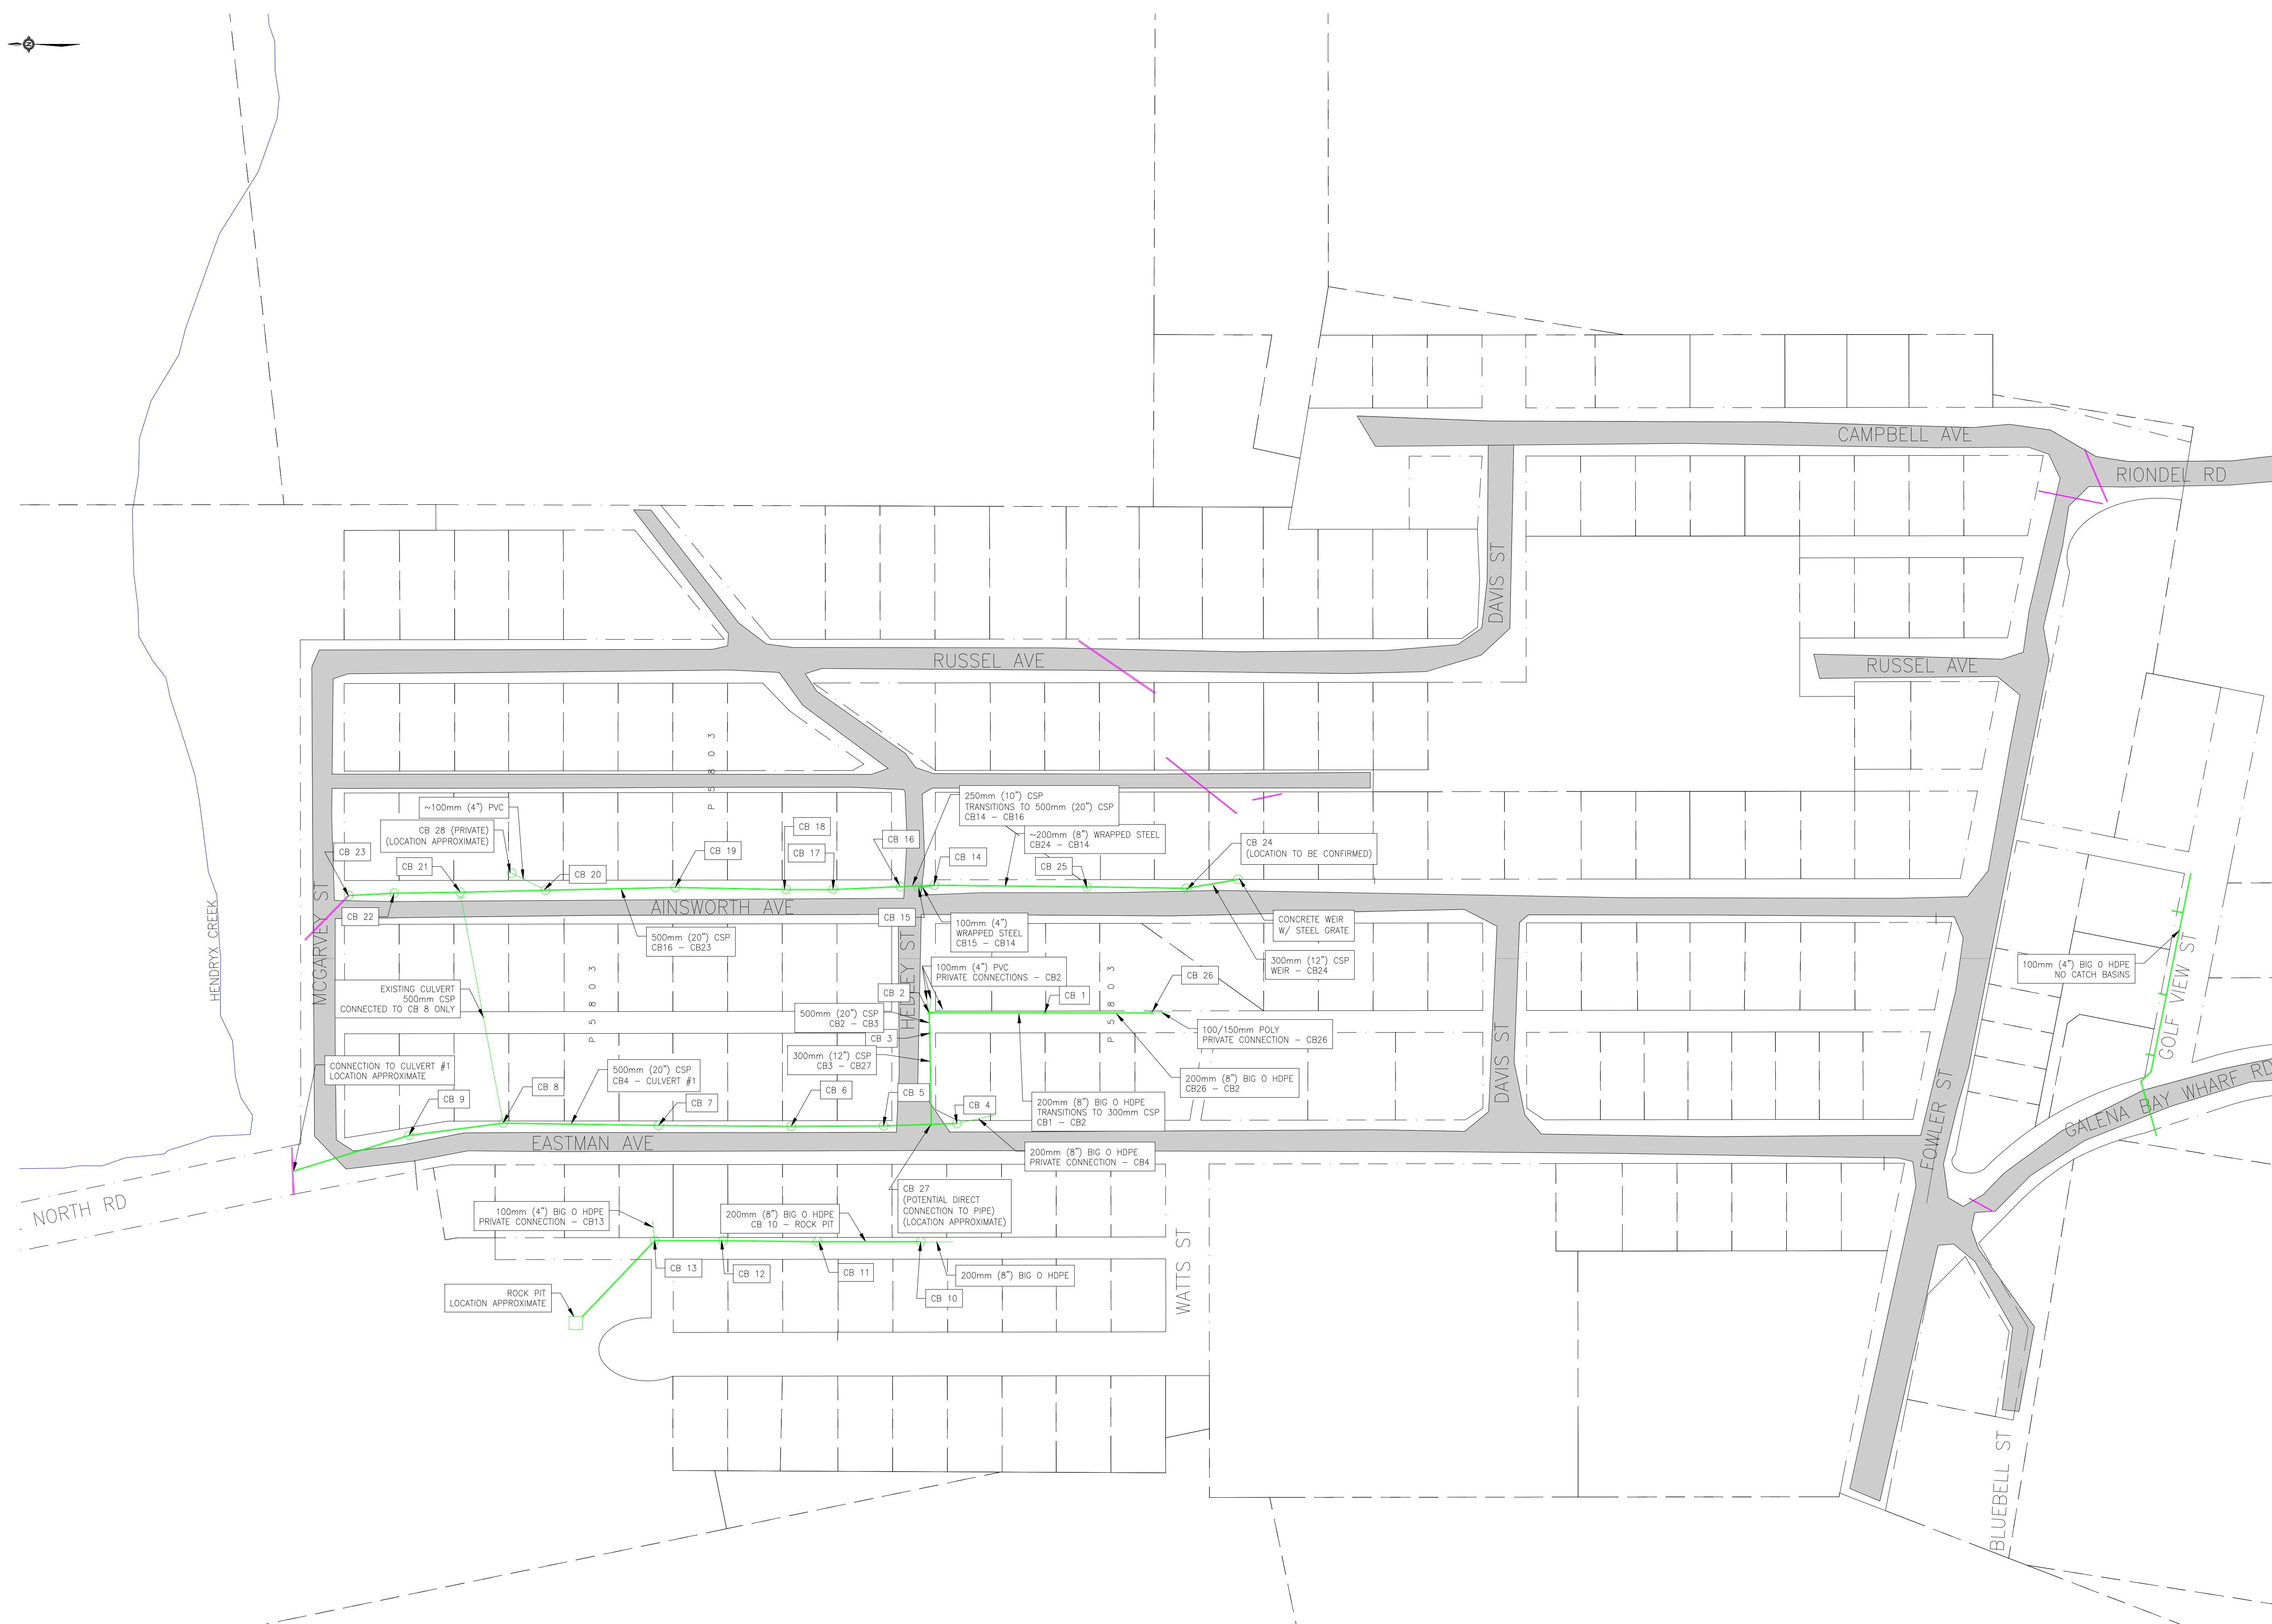 CAMPBELL AVE
RIONDEL RD
DAVIS ST
RUSSEL AVE
RUSSEL AVE
P 5 8 0 3
~100mm (4") PVC
CB 28 (PRIVATE)
(LOCATION APPROXIMATE)
CB 23
CB 21
CB 20
CB 19
CB 18
CB 17
CB 16
250mm (10") CSP
TRANSITIONS TO 500mm (20") CSP
CB14 - CB16
~200mm (8") WRAPPED STEEL
CB24 - CB14
CB 14
CB 25
CB 24
(LOCATION TO BE CONFIRMED)
MCGARVEY ST
HENDRYX CREEK
CB 22
AINSWORTH AVE
CB 15
500mm (20") CSP
CB16 - CB23
100mm (4")
WRAPPED STEEL
CB15 - CB14
CONCRETE WEIR
W/ STEEL GRATE
300mm (12") CSP
WEIR - CB24
HEDLEY ST
100mm (4") PVC
PRIVATE CONNECTIONS - CB2
CB 26
CB 1
P 5 8 0 3
P 5 8 0 3
100mm (4") BIG O HDPE
NO CATCH BASINS
GOLF VIEW ST
EXISTING CULVERT
500mm CSP
CONNECTED TO CB 8 ONLY
CB 2
500mm (20") CSP
CB2 - CB3
CB 3
300mm (12") CSP
CB3 - CB27
100/150mm POLY
PRIVATE CONNECTION - CB26
DAVIS ST
CONNECTION TO CULVERT #1
LOCATION APPROXIMATE
CB 9
CB 8
500mm (20") CSP
CB4 - CULVERT #1
CB 7
CB 6
CB 5
CB 4
200mm (8") BIG O HDPE
CB26 - CB2
200mm (8") BIG O HDPE
TRANSITIONS TO 300mm CSP
CB1 - CB2
GALENA BAY WHARF RD
FOWLER ST
EASTMAN AVE
200mm (8") BIG O HDPE
PRIVATE CONNECTION - CB4
NORTH RD
100mm (4") BIG O HDPE
PRIVATE CONNECTION - CB13
200mm (8") BIG O HDPE
CB 10 - ROCK PIT
CB 27
(POTENTIAL DIRECT
CONNECTION TO PIPE)
(LOCATION APPROXIMATE)
WATTS ST
CB 13
CB 12
CB 11
200mm (8") BIG O HDPE
CB 10
ROCK PIT
LOCATION APPROXIMATE
BLUEBELL ST